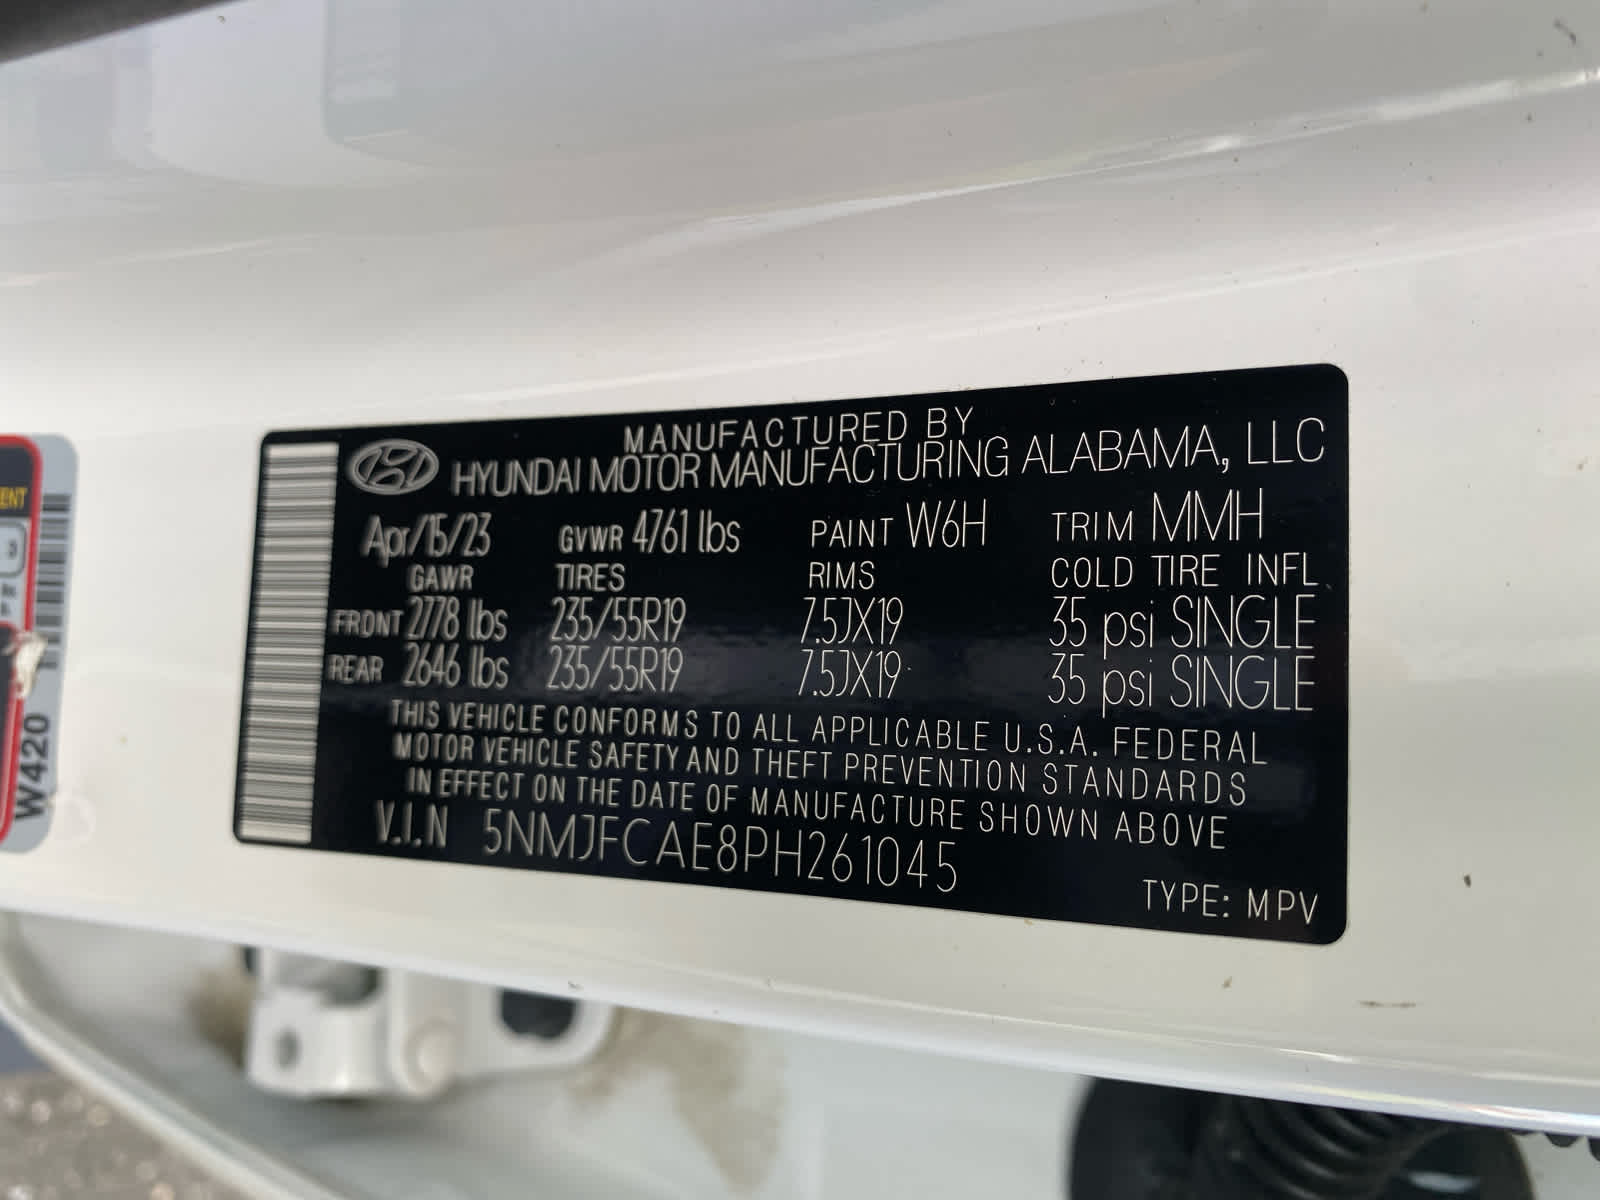 MANUFACTURED BY
HYUNDAI MOTOR MANUFACTURING ALABAMA, LLC
Apr/15/23 GVWR 4761 lbs PAINT W6H TRIM MMH
GAWR TIRES RIMS COLD TIRE INFL.
FRONT 2778 lbs 235/55R19 7.5JX19 35 psi SINGLE
REAR 2646 lbs 235/55R19 7.5JX19 35 psi SINGLE
THIS VEHICLE CONFORMS TO ALL APPLICABLE U.S.A. FEDERAL
MOTOR VEHICLE SAFETY AND THEFT PREVENTION STANDARDS
IN EFFECT ON THE DATE OF MANUFACTURE SHOWN ABOVE
V.I.N 5NMJFCAE8PH261045
TYPE: MPV
W420